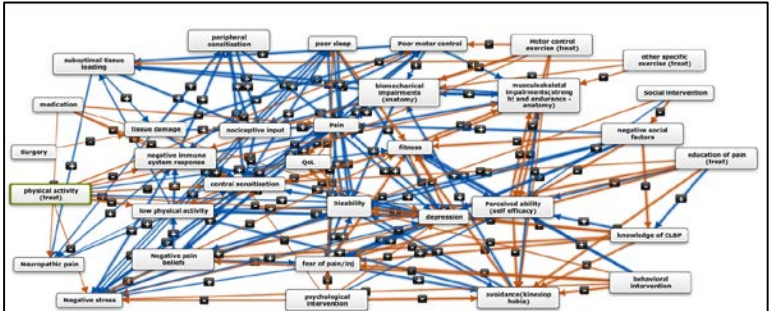 peripheral
sensitization
poor sleep
Poor motor control
Motor control
exercise (treat)
suboptimal tissue
loading
other specific
exercise (treat)
biomechanical
impairments
(anatomy)
musculoskeletal
impairments(streng
ht and endurance -
anatomy)
Social intervention
medication
tissue damage
nociceptive input
Pain
negative social
factors
Surgery
negative immune
system response
QoL
fitness
education of pain
(treat)
physical activity
(treat)
central sensitisation
low physical activity
Disability
depression
Perceived ability
(self efficacy)
knowledge of CLBP
Neuropathic pain
Negative pain
beliefs
fear of pain/inj
behavioral
intervention
Negative stress
psychological
intervention
avoidance(kinesiop
hobia)